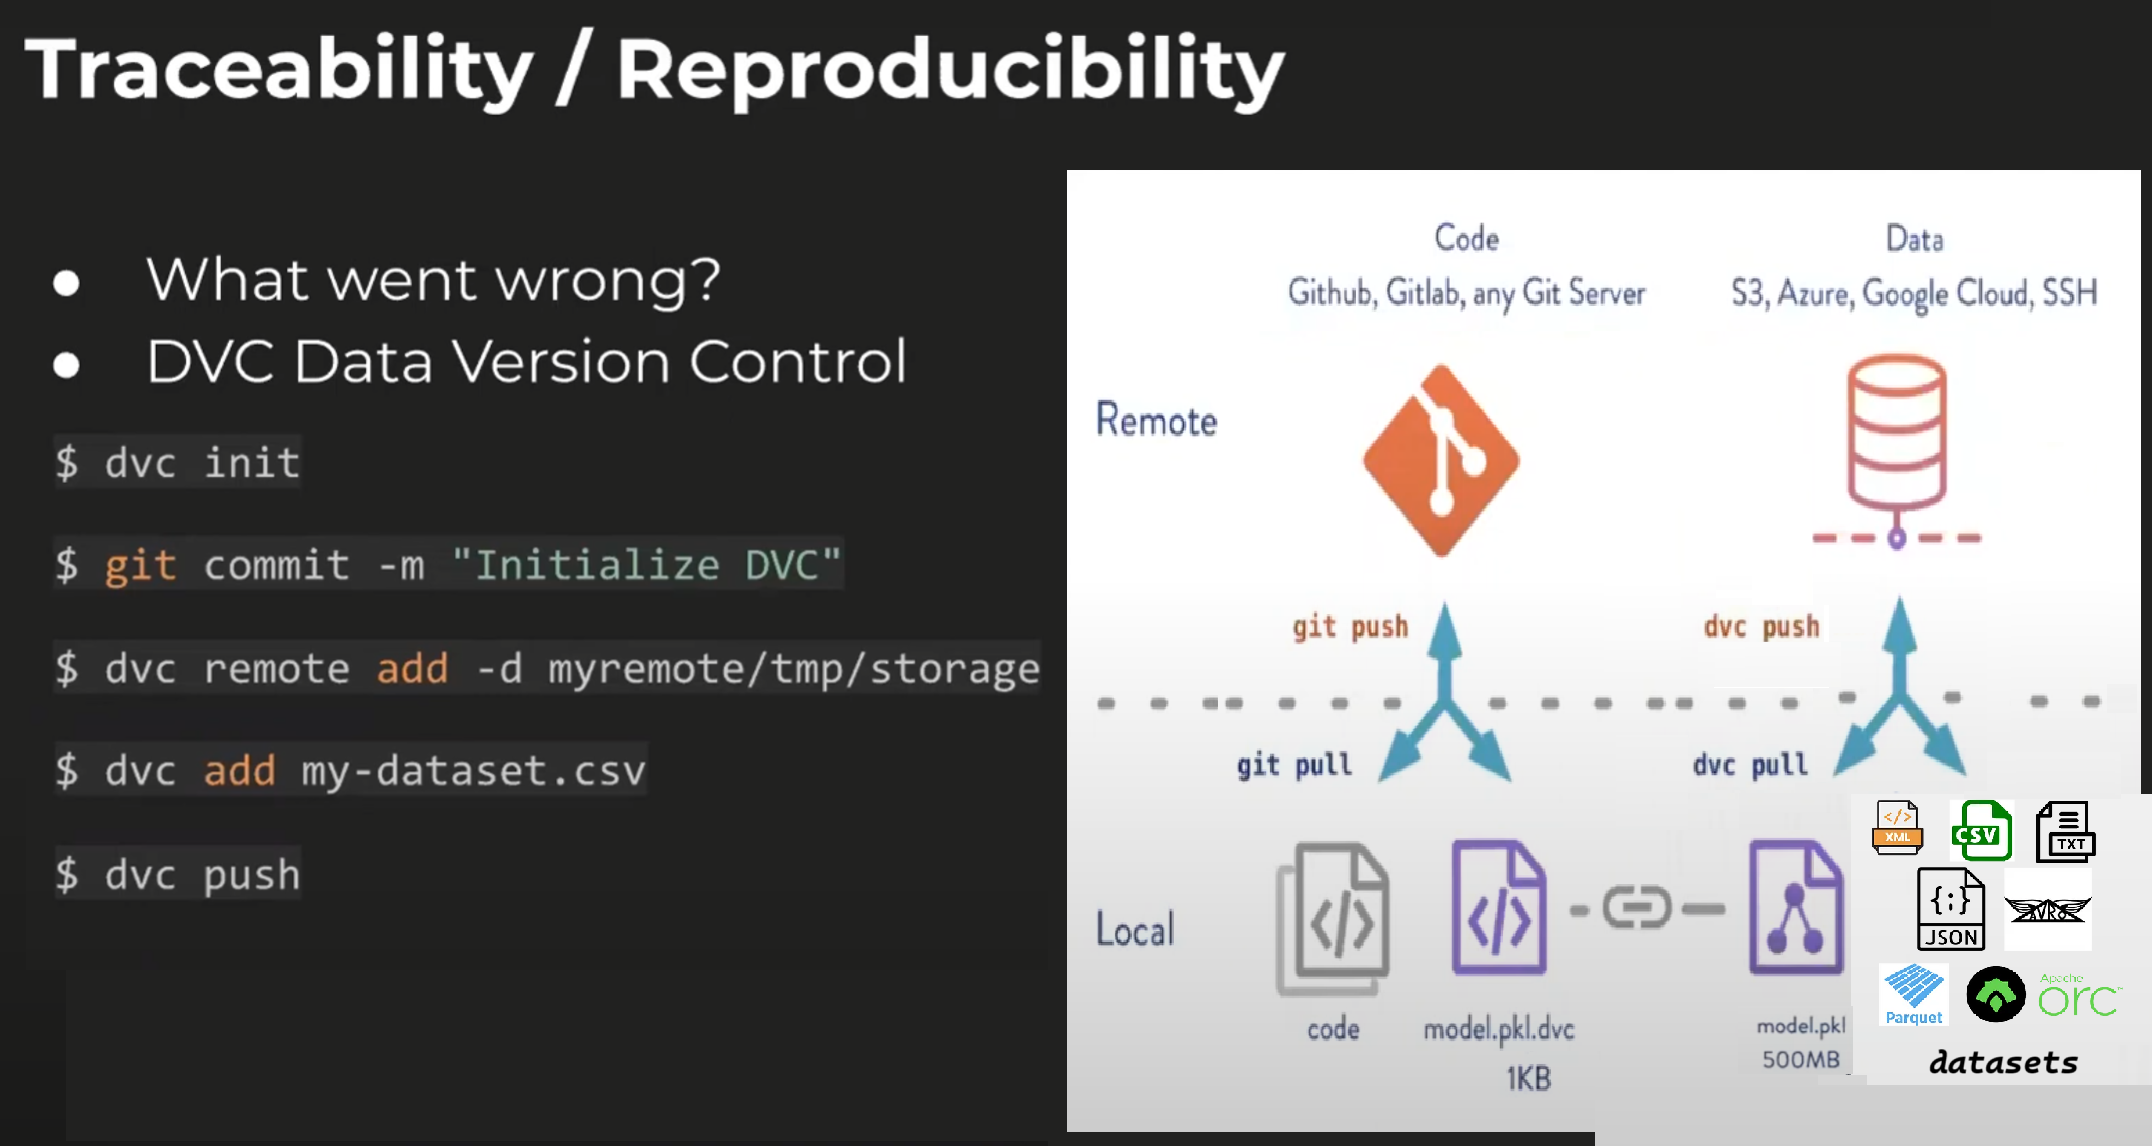 Traceability / Reproducibility
● What went wrong?
● DVC Data Version Control
$ dvc init
$ git commit -m "Initialize DVC"
$ dvc remote add -d myremote/tmp/storage
$ dvc add my-dataset.csv
$ dvc push
Code
Github, Gitlab, any Git Server
Data
S3, Azure, Google Cloud, SSH
Remote
git push
dvc push
git pull
dvc pull
Local
</>
</>
code
model.pkl.dvc
1KB
model.pkl
500MB
</>
XML
CSV
TXT
{;}
JSON
AVRO
Parquet
Apache
orc™
datasets